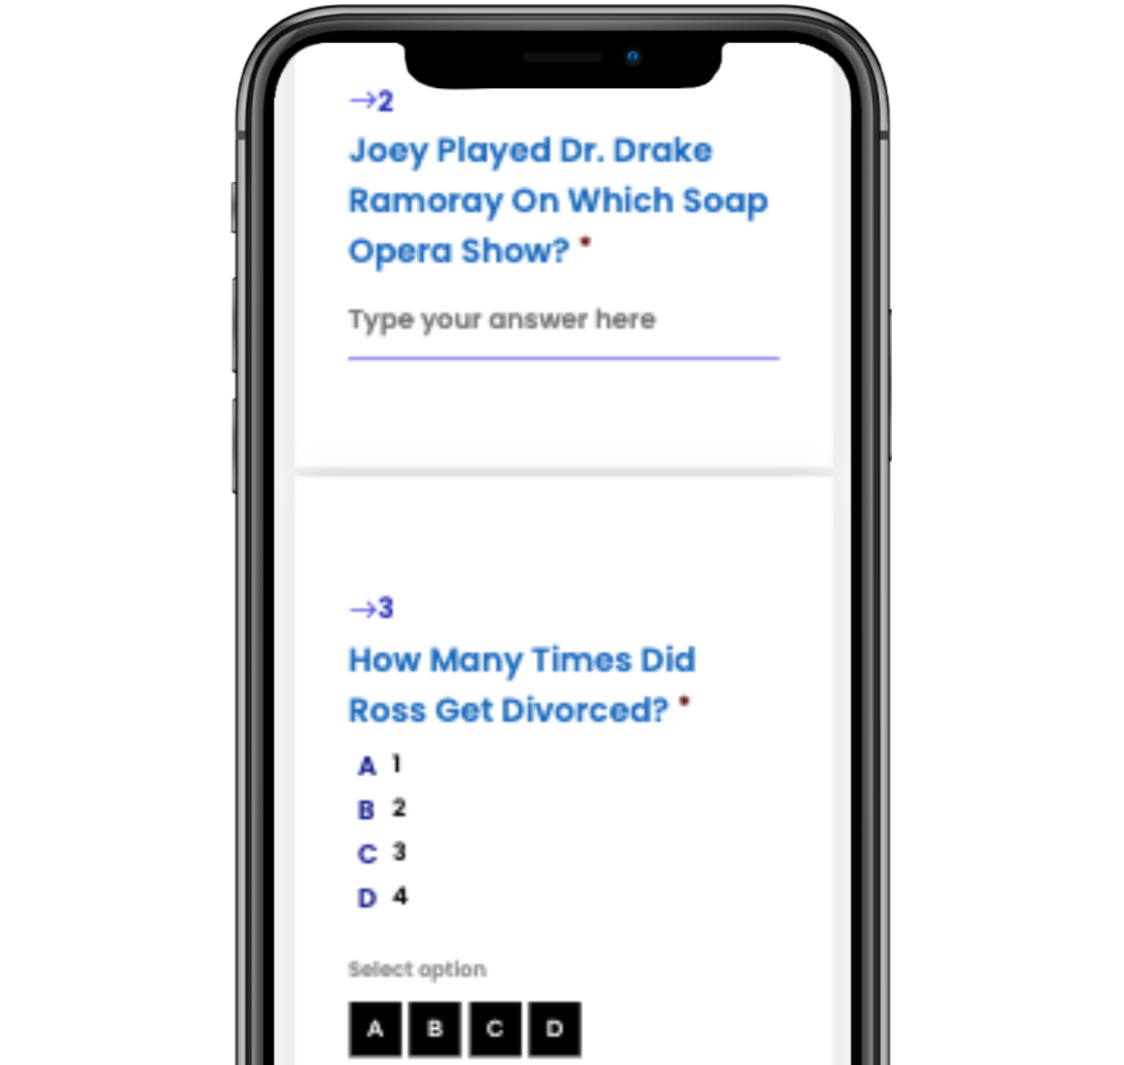 →2
Joey Played Dr. Drake
Ramoray On Which Soap
Opera Show? *
Type your answer here
→3
How Many Times Did
Ross Get Divorced? *
A 1
B 2
C 3
D 4
Select option
A B C D